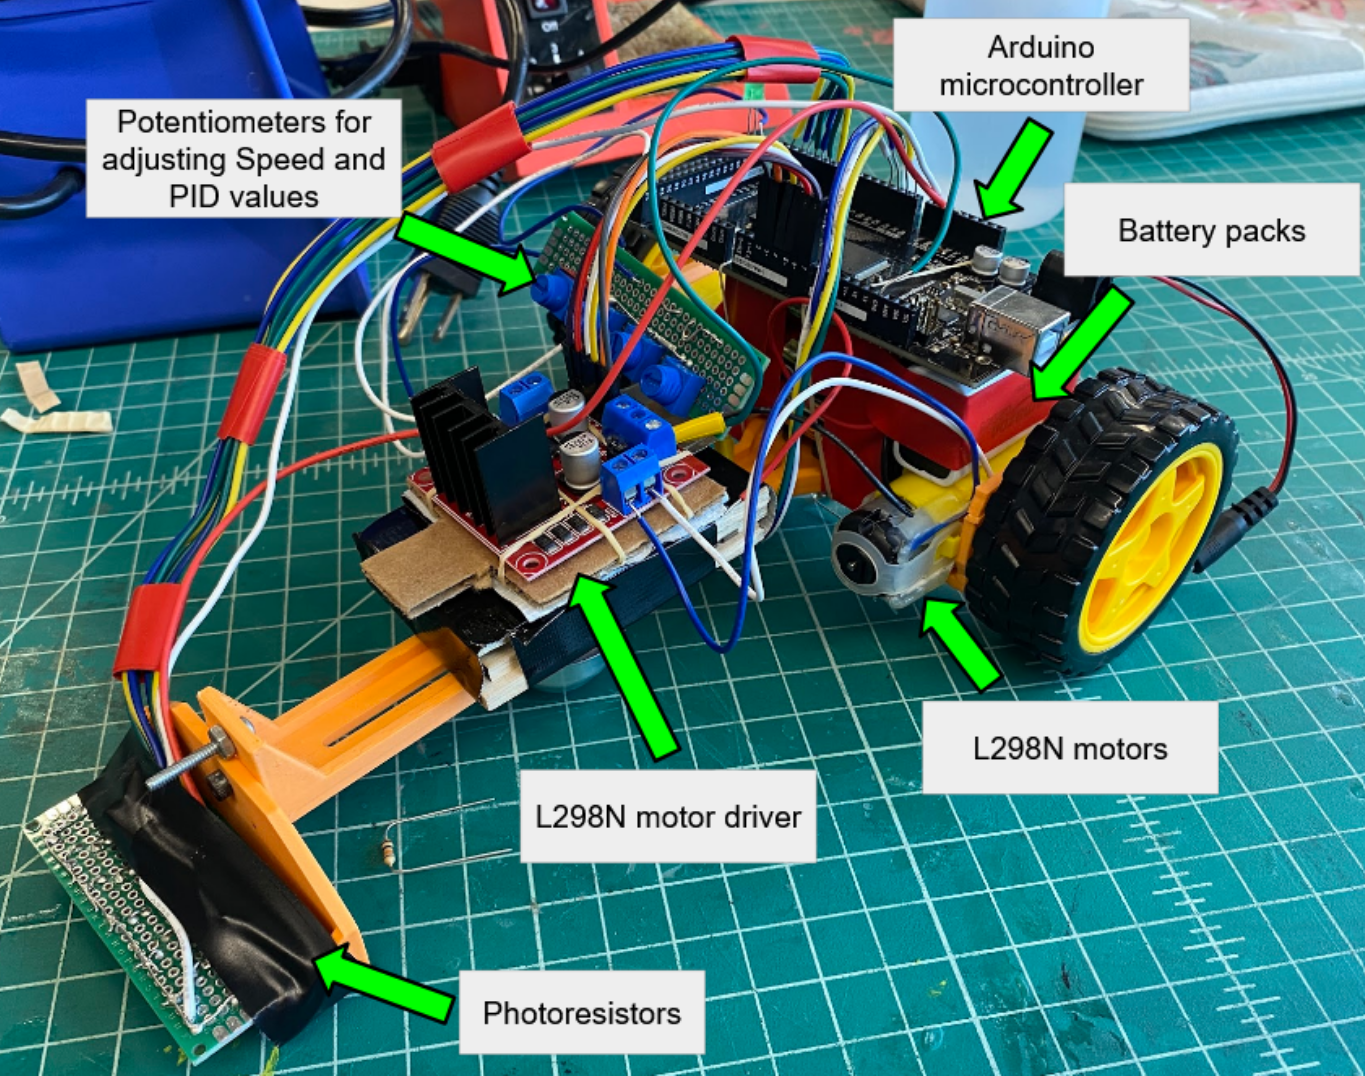 Arduino
microcontroller
Potentiometers for
adjusting Speed and
PID values
Battery packs
L298N motors
L298N motor driver
Photoresistors